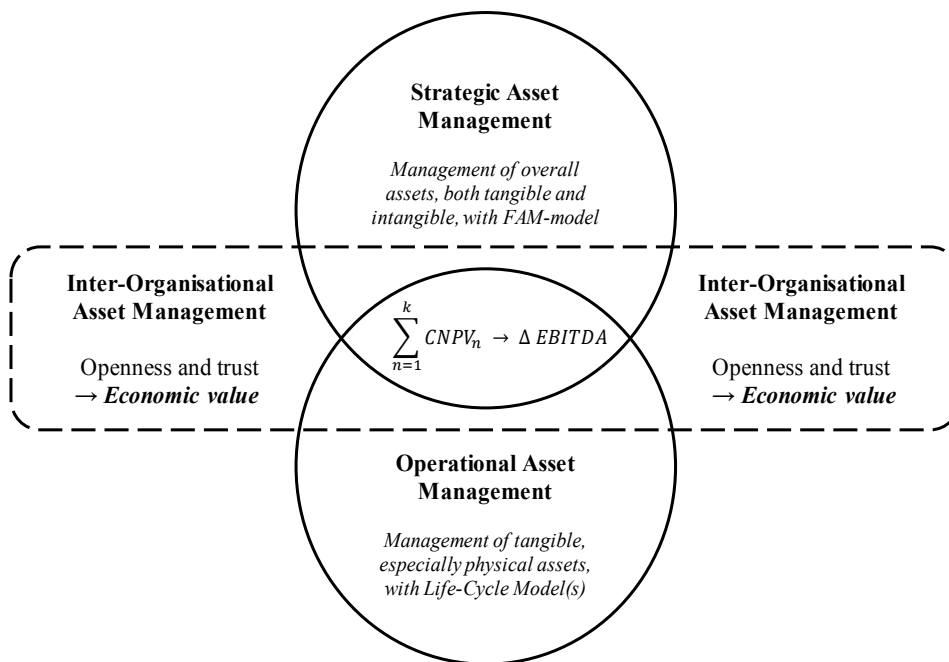 Strategic Asset
Management
Management of overall
assets, both tangible and
intangible, with FAM-model
Inter-Organisational
Asset Management
Openness and trust
→ Economic value
k
∑ CNPVₙ → Δ EBITDA
n=1
Inter-Organisational
Asset Management
Openness and trust
→ Economic value
Operational Asset
Management
Management of tangible,
especially physical assets,
with Life-Cycle Model(s)